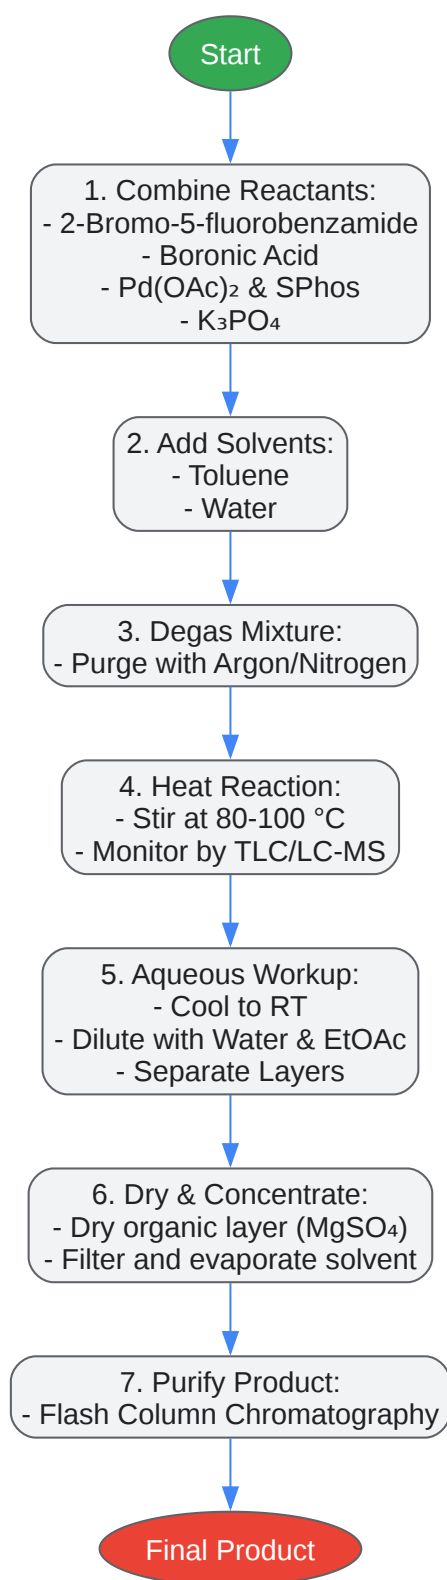 Start
1. Combine Reactants:
- 2-Bromo-5-fluorobenzamide
- Boronic Acid
- Pd(OAc)₂ & SPhos
- K₃PO₄
2. Add Solvents:
- Toluene
- Water
3. Degas Mixture:
- Purge with Argon/Nitrogen
4. Heat Reaction:
- Stir at 80-100 °C
- Monitor by TLC/LC-MS
5. Aqueous Workup:
- Cool to RT
- Dilute with Water & EtOAc
- Separate Layers
6. Dry & Concentrate:
- Dry organic layer (MgSO₄)
- Filter and evaporate solvent
7. Purify Product:
- Flash Column Chromatography
Final Product